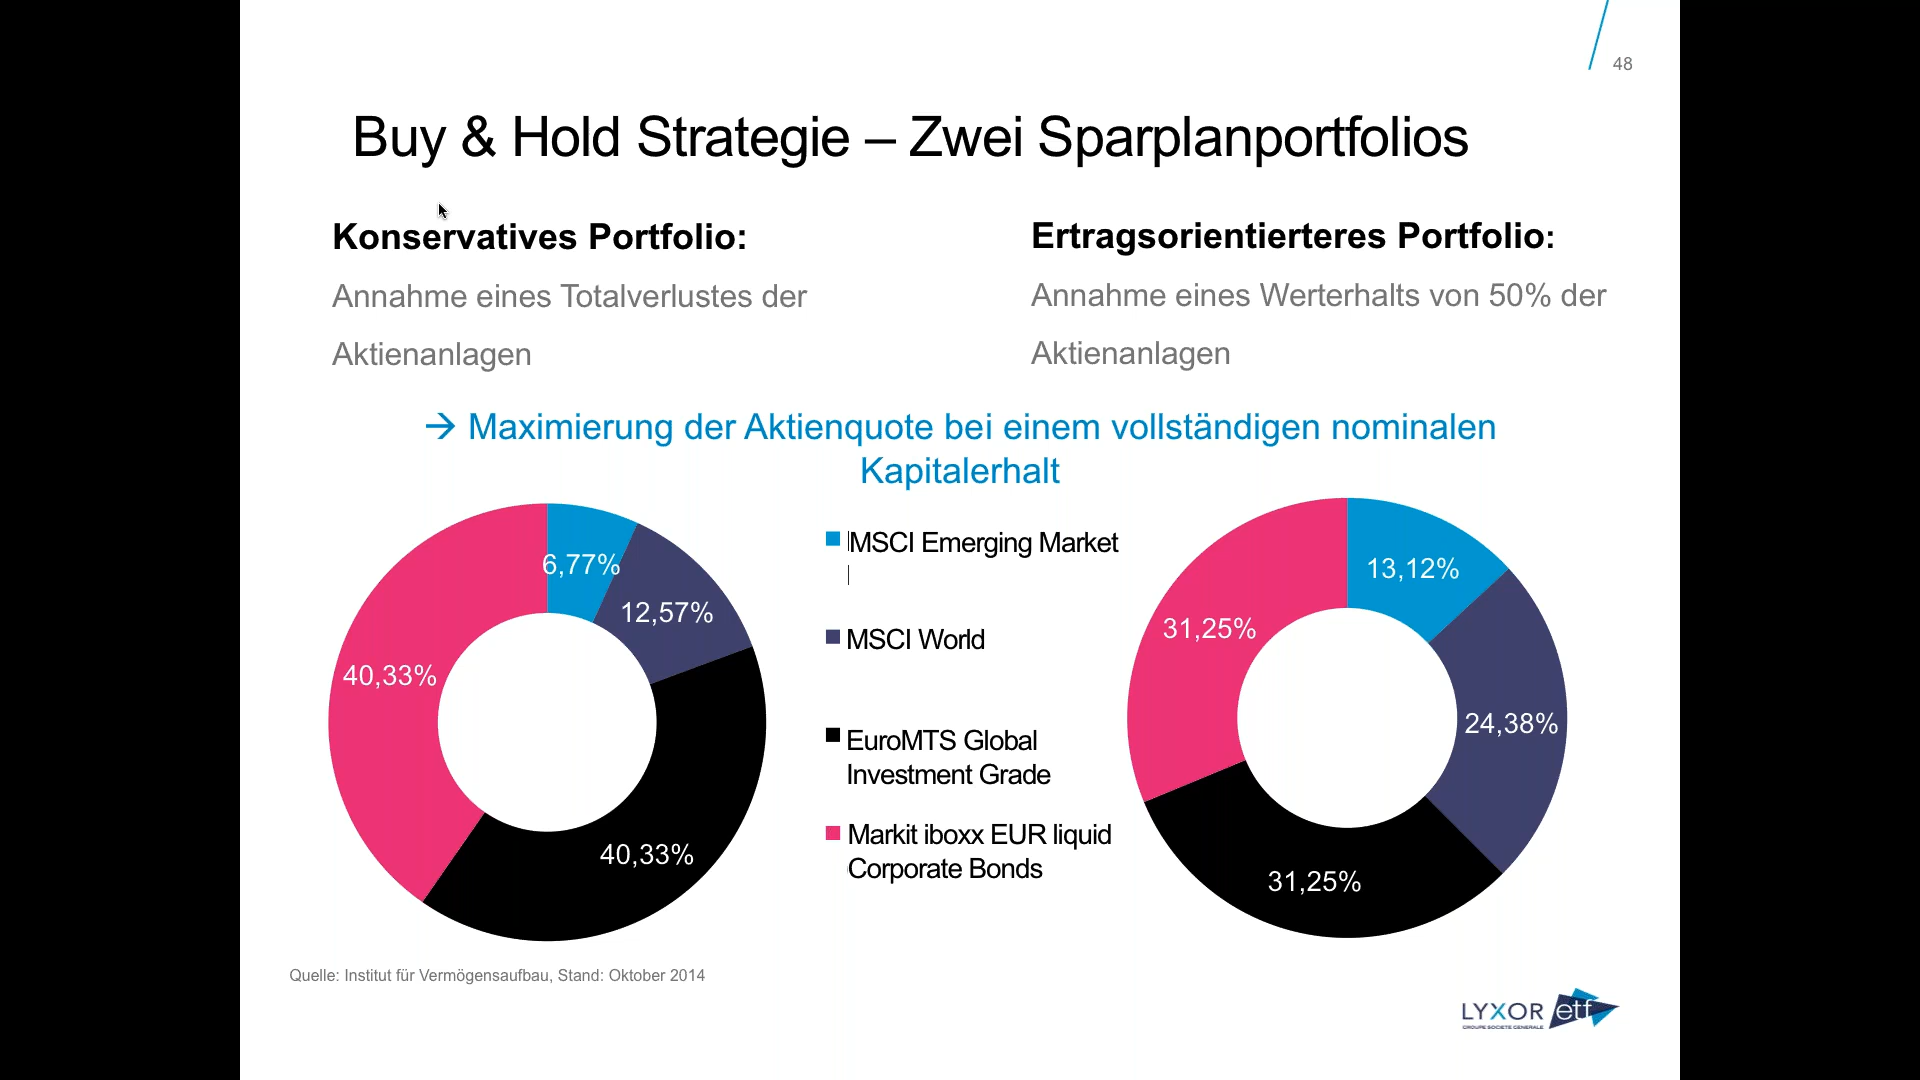 48
Buy & Hold Strategie – Zwei Sparplanportfolios
Konservatives Portfolio:
Annahme eines Totalverlustes der
Aktienanlagen
Ertragsorientierteres Portfolio:
Annahme eines Werterhalts von 50% der
Aktienanlagen
→ Maximierung der Aktienquote bei einem vollständigen nominalen
Kapitalerhalt
6,77%
12,57%
40,33%
40,33%
MSCI Emerging Market
MSCI World
EuroMTS Global
Investment Grade
Markit iboxx EUR liquid
Corporate Bonds
13,12%
24,38%
31,25%
31,25%
Quelle: Institut für Vermögensaufbau, Stand: Oktober 2014
LYXOR etf
GROUPE SOCIETE GENERALE